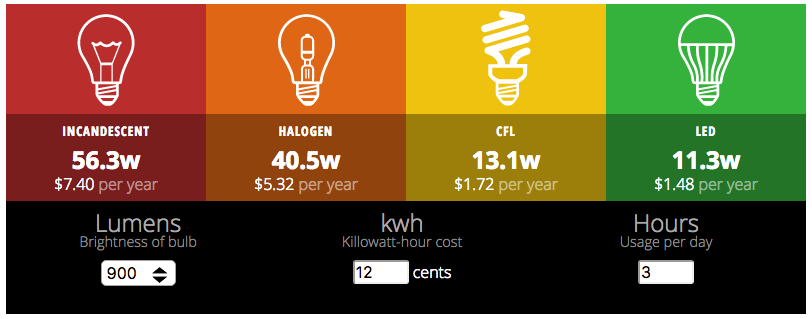 INCANDESCENT
56.3w
$7.40 per year
HALOGEN
40.5w
$5.32 per year
CFL
13.1w
$1.72 per year
LED
11.3w
$1.48 per year
Lumens
Brightness of bulb
900
kwh
Killowatt-hour cost
12 cents
Hours
Usage per day
3